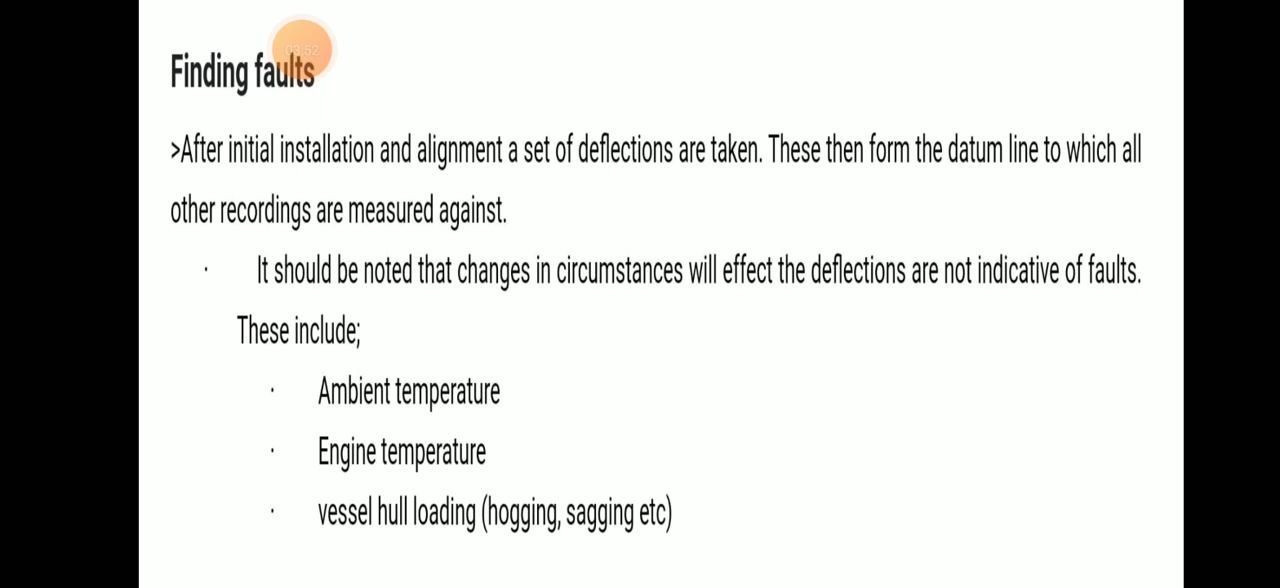 03:52
Finding faults
>After initial installation and alignment a set of deflections are taken. These then form the datum line to which all
other recordings are measured against.
· It should be noted that changes in circumstances will effect the deflections are not indicative of faults.
These include;
· Ambient temperature
· Engine temperature
· vessel hull loading (hogging, sagging etc)